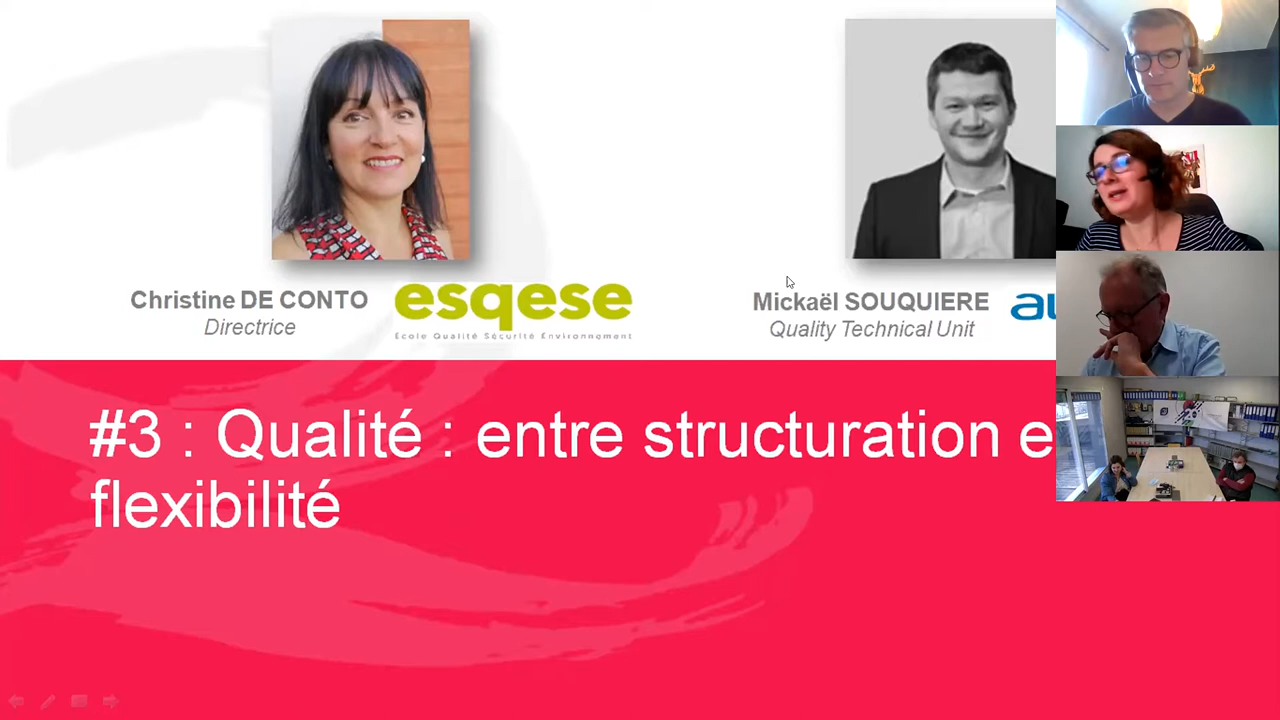 Christine DE CONTO
Directrice
esqese
Ecole Qualité Sécurité Environnement
Mickaël SOUQUIERE
Quality Technical Unit
#3 : Qualité : entre structuration e
flexibilité